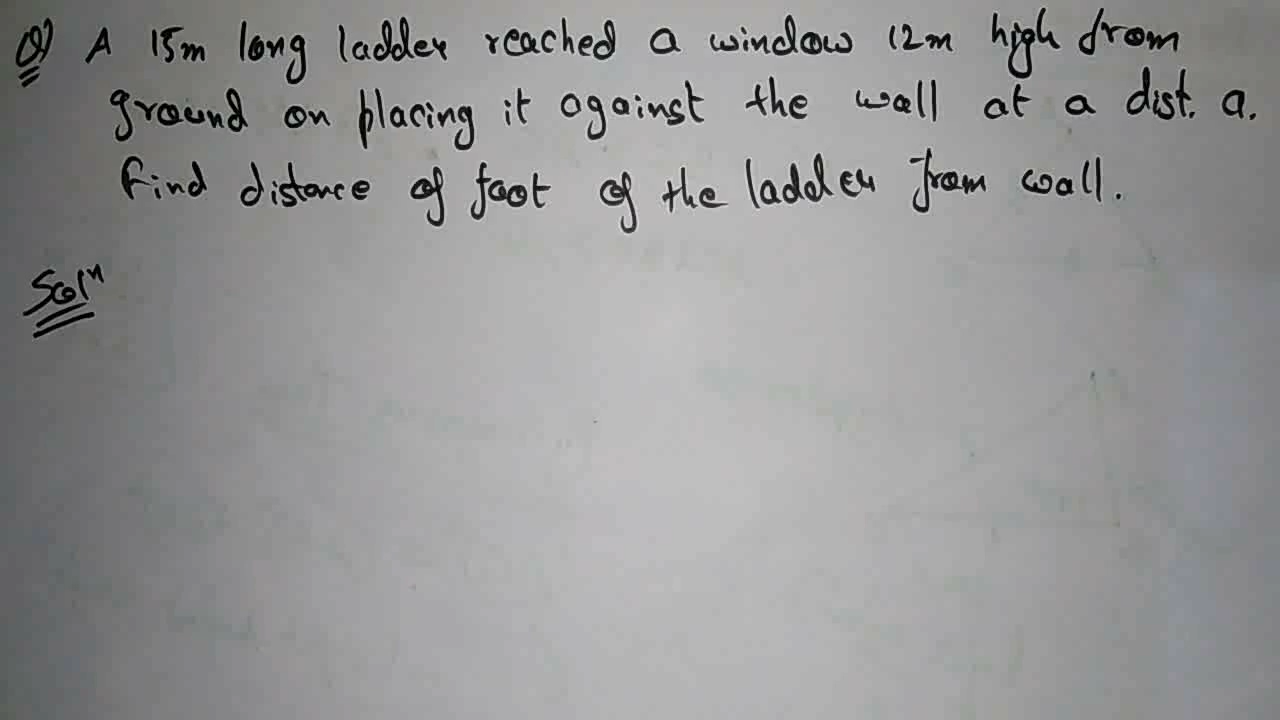 Q) A 15m long ladder reached a window 12m high from
ground on placing it against the wall at a dist. a.
Find distance of foot of the ladder from wall.
Solⁿ